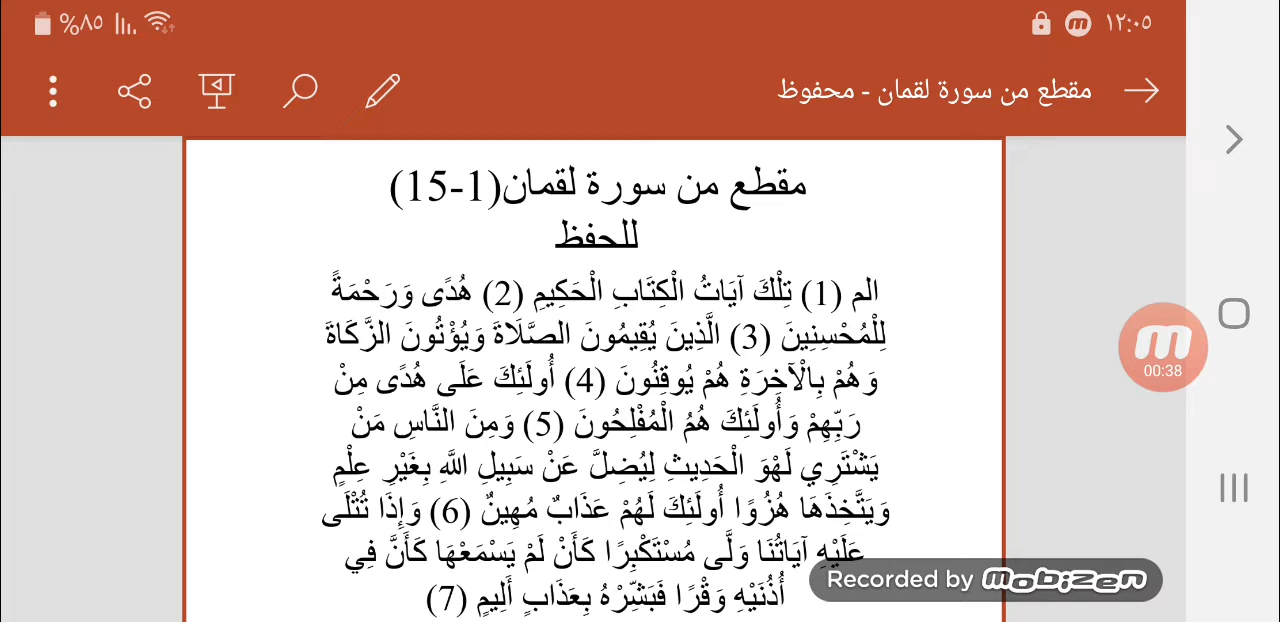 %٨٥ ١٢:٠٥
مقطع من سورة لقمان - محفوظ
مقطع من سورة لقمان(1-15)
للحفظ
الم (1) تِلْكَ آيَاتُ الْكِتَابِ الْحَكِيمِ (2) هُدًى وَرَحْمَةً
لِلْمُحْسِنِينَ (3) الَّذِينَ يُقِيمُونَ الصَّلَاةَ وَيُؤْتُونَ الزَّكَاةَ
وَهُمْ بِالْآخِرَةِ هُمْ يُوقِنُونَ (4) أُولَئِكَ عَلَى هُدًى مِنْ
رَبِّهِمْ وَأُولَئِكَ هُمُ الْمُفْلِحُونَ (5) وَمِنَ النَّاسِ مَنْ
يَشْتَرِي لَهْوَ الْحَدِيثِ لِيُضِلَّ عَنْ سَبِيلِ اللَّهِ بِغَيْرِ عِلْمٍ
وَيَتَّخِذَهَا هُزُوًا أُولَئِكَ لَهُمْ عَذَابٌ مُهِينٌ (6) وَإِذَا تُتْلَى
عَلَيْهِ آيَاتُنَا وَلَّى مُسْتَكْبِرًا كَأَنْ لَمْ يَسْمَعْهَا كَأَنَّ فِي
أُذُنَيْهِ وَقْرًا فَبَشِّرْهُ بِعَذَابٍ أَلِيمٍ (7)
m
00:38
Recorded by mobizen